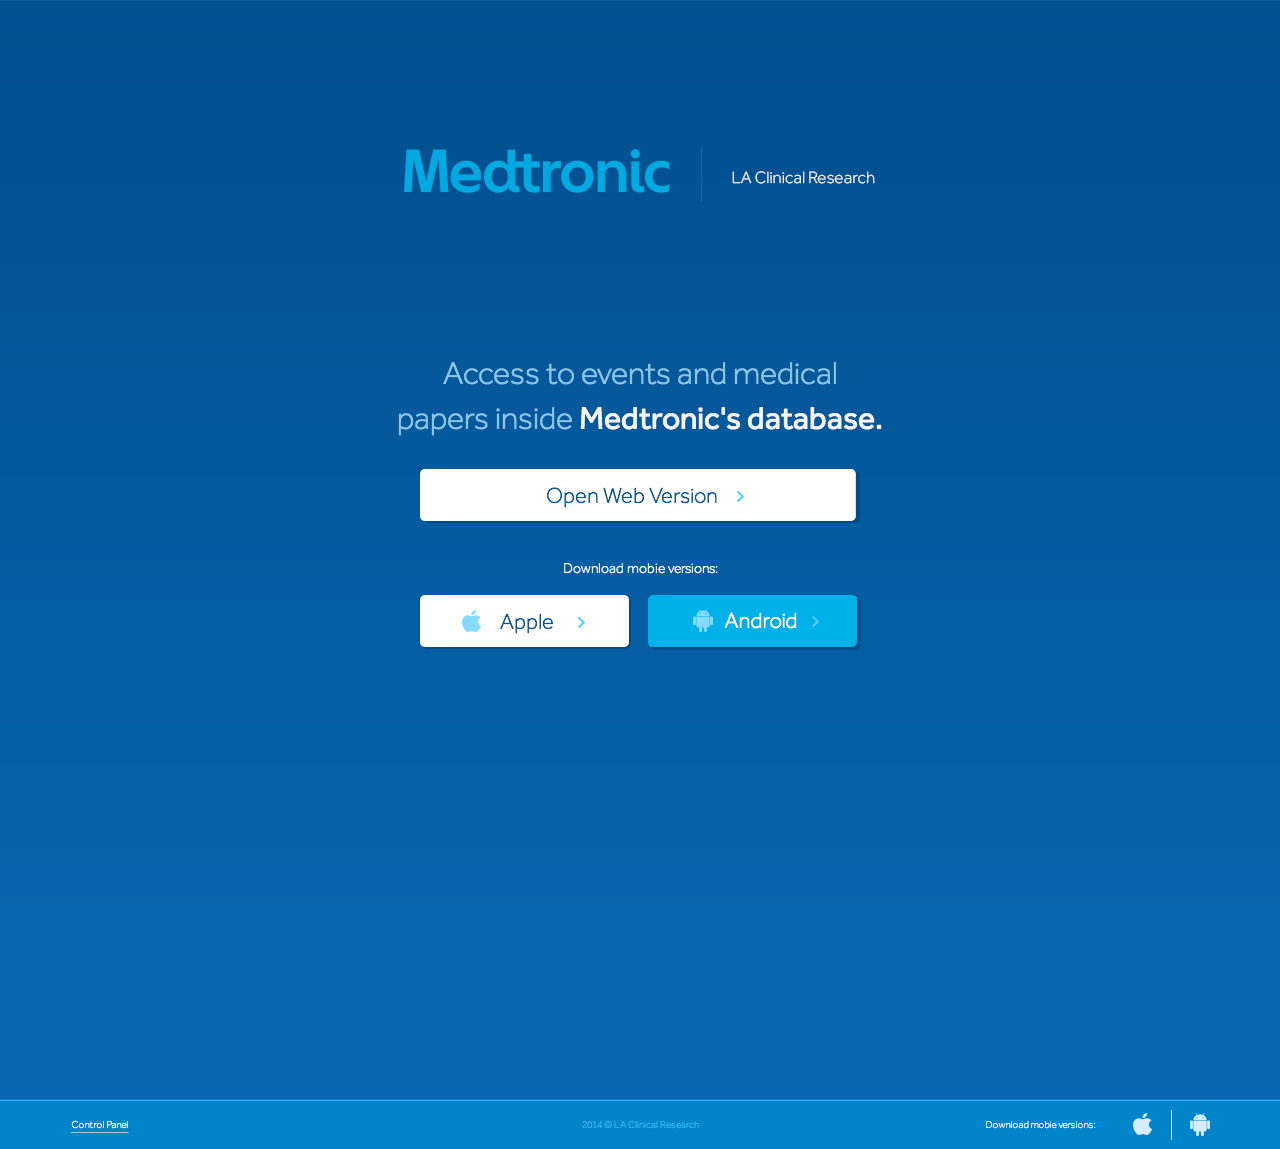 Medtronic
LA Clinical Research
Access to events and medical
papers inside Medtronic's database.
Open Web Version
Download mobie versions:
Apple
Android
Control Panel
2014 © LA Clinical Research
Download mobie versions: